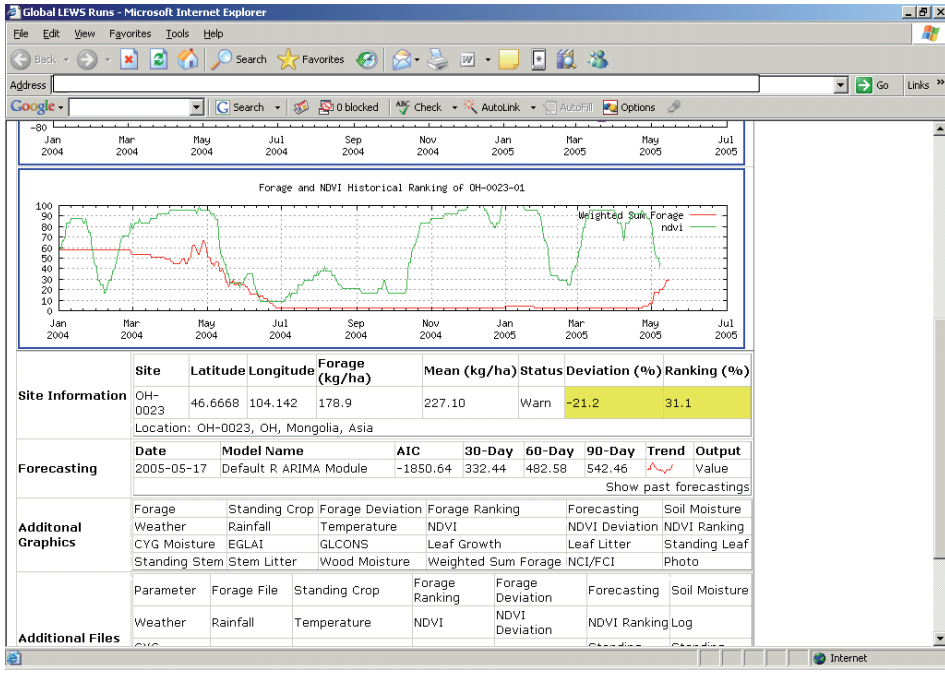 Global LEWS Runs - Microsoft Internet Explorer
File Edit View Favorites Tools Help
Back Search Favorites
Address Go Links »
Google Search 0 blocked ABC Check AutoLink AutoFill Options
-80
Jan Mar May Jul Sep Nov Jan Mar May Jul
2004 2004 2004 2004 2004 2004 2005 2005 2005 2005
Forage and NDVI Historical Ranking of OH-0023-01
100
90
80
70
60
50
40
30
20
10
0
Weighted Sum Forage
ndvi
Jan Mar May Jul Sep Nov Jan Mar May Jul
2004 2004 2004 2004 2004 2004 2005 2005 2005 2005
Site Information
Site Latitude Longitude Forage (kg/ha) Mean (kg/ha) Status Deviation (%) Ranking (%)
OH-0023 46.6668 104.142 178.9 227.10 Warn -21.2 31.1
Location: OH-0023, OH, Mongolia, Asia
Forecasting
Date Model Name AIC 30-Day 60-Day 90-Day Trend Output
2005-05-17 Default R ARIMA Module -1850.64 332.44 482.58 542.46 Value
Show past forecastings
Additonal Graphics
Forage Standing Crop Forage Deviation Forage Ranking Forecasting Soil Moisture
Weather Rainfall Temperature NDVI NDVI Deviation NDVI Ranking
CYG Moisture EGLAI GLCONS Leaf Growth Leaf Litter Standing Leaf
Standing Stem Stem Litter Wood Moisture Weighted Sum Forage NCI/FCI Photo
Additional Files
Parameter Forage File Standing Crop Forage Ranking Forage Deviation Forecasting Soil Moisture
Weather Rainfall Temperature NDVI NDVI Deviation NDVI Ranking Log
Internet